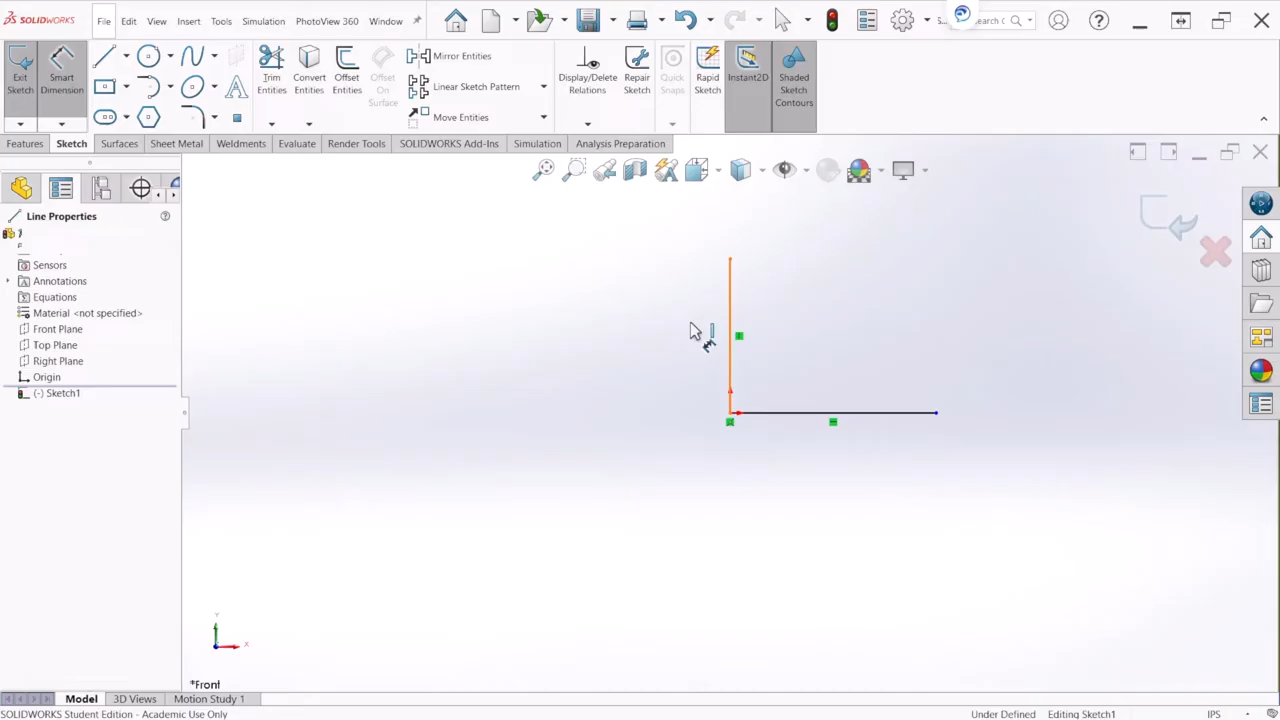 SOLIDWORKS
File Edit View Insert Tools Simulation PhotoView 360 Window
S... earch
Exit Sketch
Smart Dimension
Trim Entities
Convert Entities
Offset Entities
Offset On Surface
Mirror Entities
Linear Sketch Pattern
Move Entities
Display/Delete Relations
Repair Sketch
Quick Snaps
Rapid Sketch
Instant2D
Shaded Sketch Contours
Features Sketch Surfaces Sheet Metal Weldments Evaluate Render Tools SOLIDWORKS Add-Ins Simulation Analysis Preparation
Line Properties
Sensors
Annotations
Equations
Material <not specified>
Front Plane
Top Plane
Right Plane
Origin
(-) Sketch1
Y
X
*Front
Model 3D Views Motion Study 1
SOLIDWORKS Student Edition - Academic Use Only
Under Defined Editing Sketch1 IPS